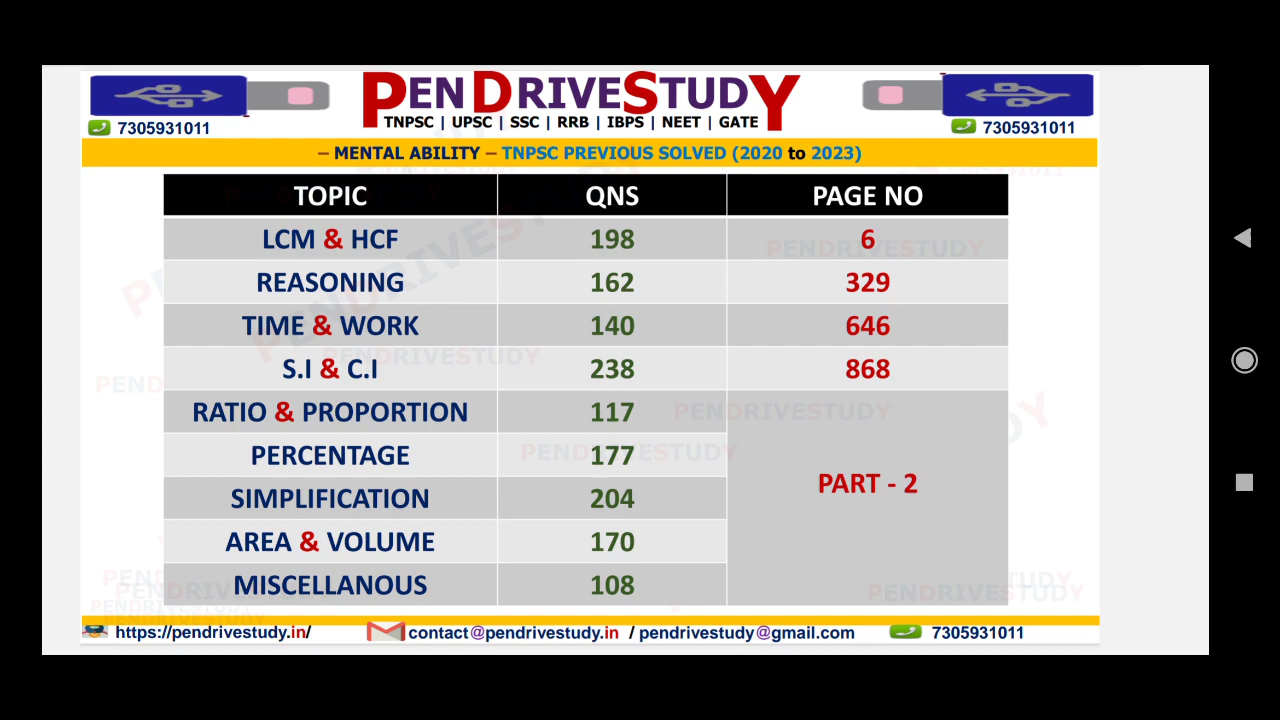 PENDRIVESTUDY
TNPSC | UPSC | SSC | RRB | IBPS | NEET | GATE
7305931011
7305931011
– MENTAL ABILITY – TNPSC PREVIOUS SOLVED (2020 to 2023)
TOPIC QNS PAGE NO
LCM & HCF 198 6
REASONING 162 329
TIME & WORK 140 646
S.I & C.I 238 868
RATIO & PROPORTION 117
PERCENTAGE 177
SIMPLIFICATION 204
AREA & VOLUME 170
MISCELLANOUS 108
PART - 2
https://pendrivestudy.in/ contact@pendrivestudy.in / pendrivestudy@gmail.com 7305931011